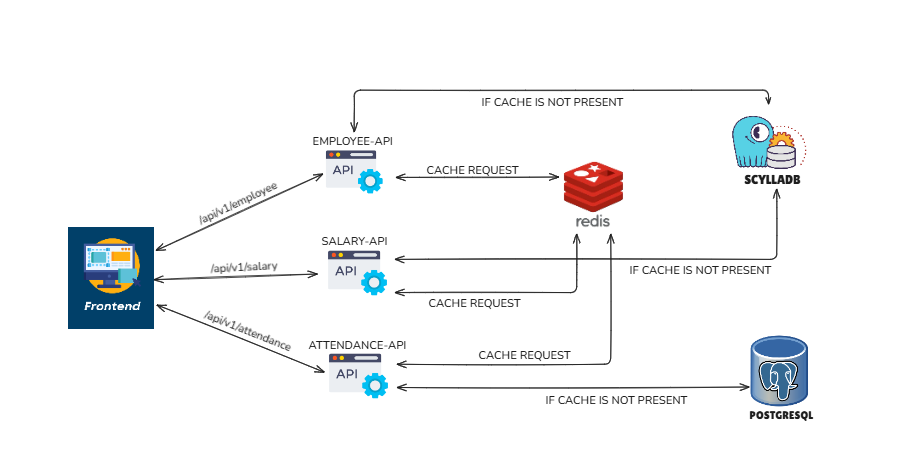 IF CACHE IS NOT PRESENT
EMPLOYEE-API
API
CACHE REQUEST
SCYLLADB
/api/v1/employee
redis
SALARY-API
API
/api/v1/salary
IF CACHE IS NOT PRESENT
CACHE REQUEST
Frontend
/api/v1/attendance
ATTENDANCE-API
API
CACHE REQUEST
IF CACHE IS NOT PRESENT
POSTGRESQL